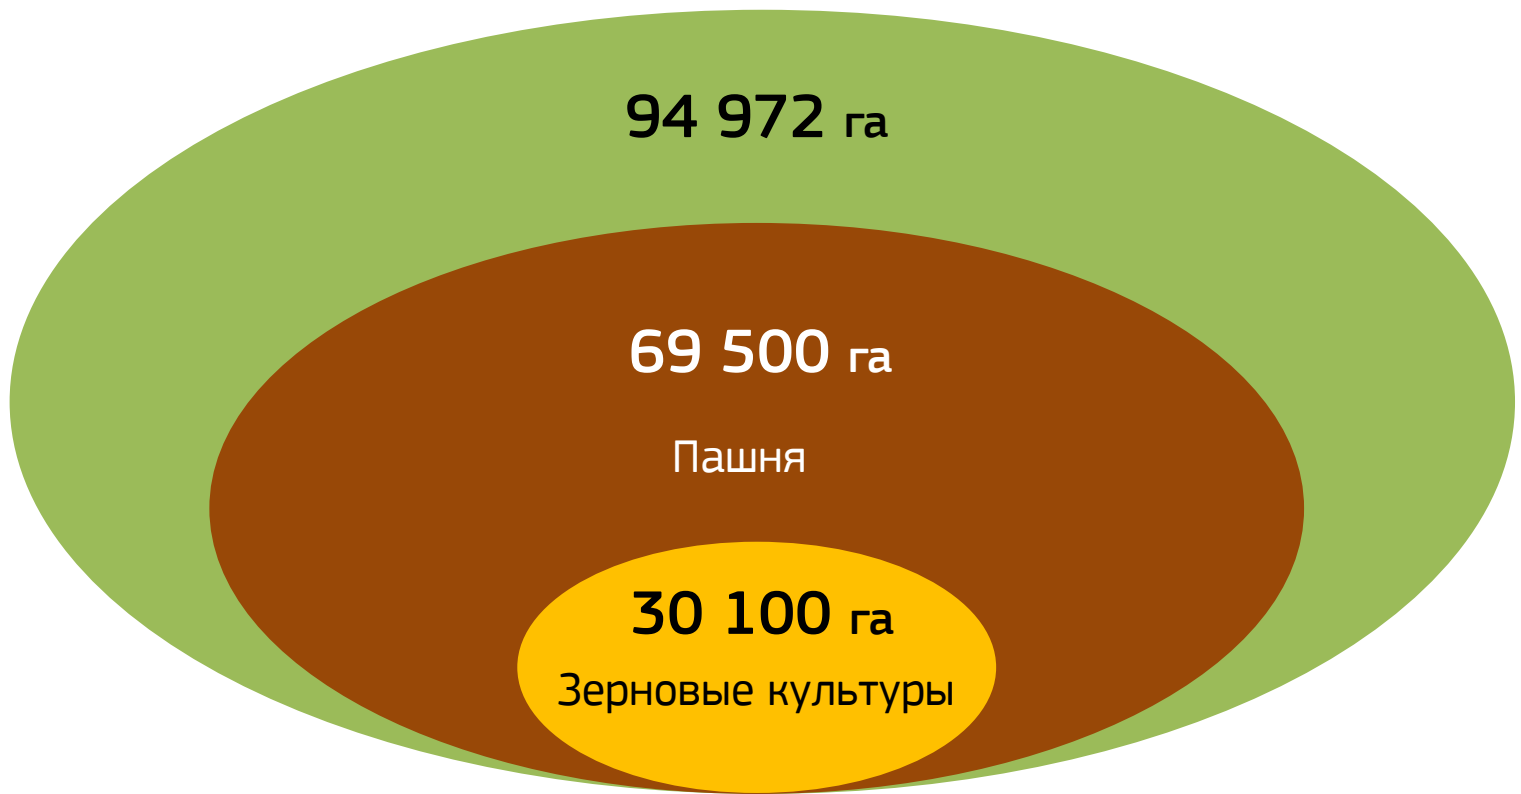 94 972 га
69 500 га
Пашня
30 100 га
Зерновые культуры